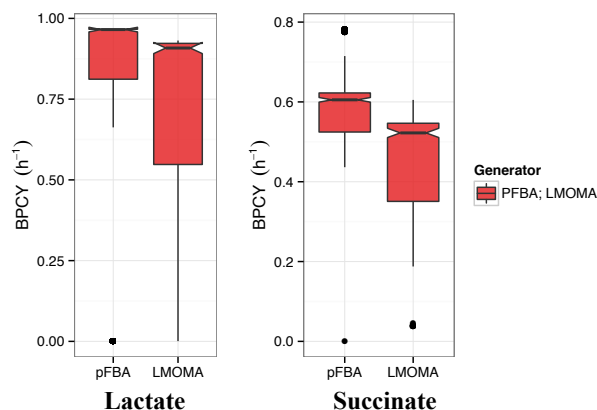 1.00
0.75
0.50
0.25
0.00
BPCY (h⁻¹)
pFBA
LMOMA
Lactate
0.8
0.6
0.4
0.2
0.0
BPCY (h⁻¹)
pFBA
LMOMA
Succinate
Generator
PFBA; LMOMA